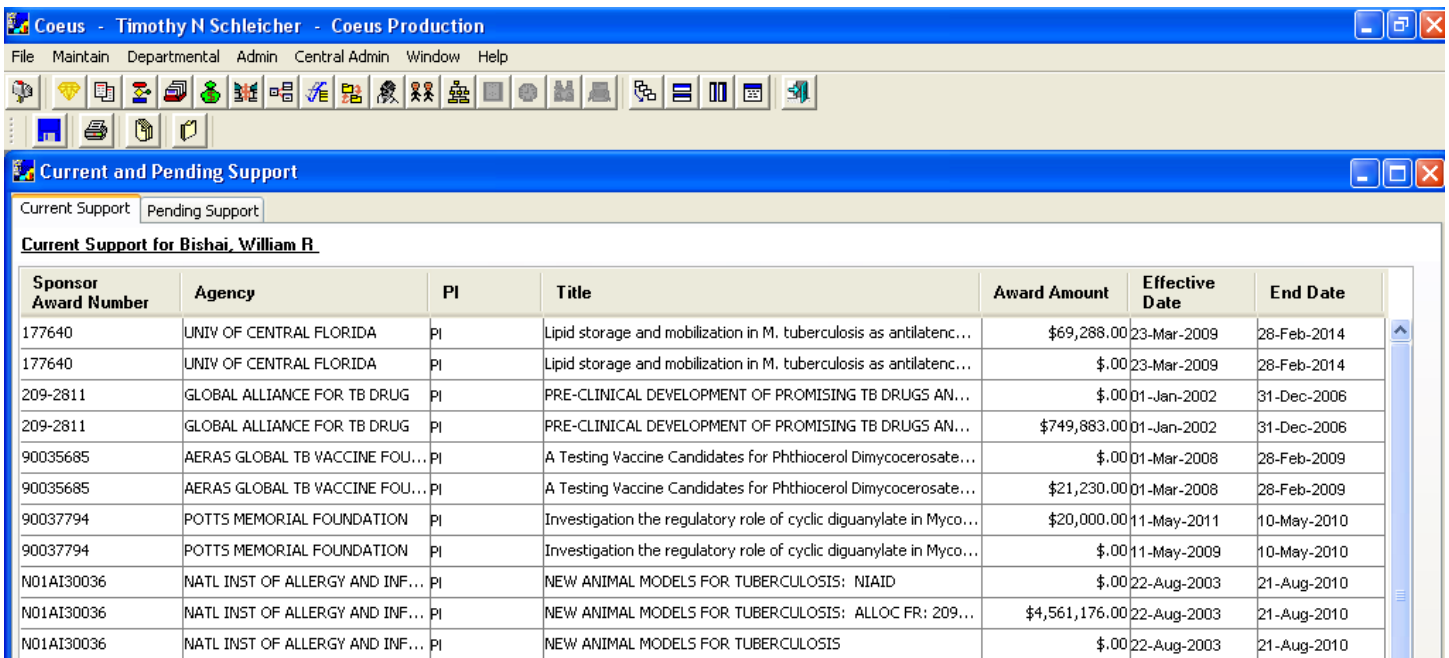 Coeus - Timothy N Schleicher - Coeus Production
File Maintain Departmental Admin Central Admin Window Help
Current and Pending Support
Current Support Pending Support
Current Support for Bishai, William R
Sponsor Award Number Agency PI Title Award Amount Effective Date End Date
177640 UNIV OF CENTRAL FLORIDA PI Lipid storage and mobilization in M. tuberculosis as antilatenc... $69,288.00 23-Mar-2009 28-Feb-2014
177640 UNIV OF CENTRAL FLORIDA PI Lipid storage and mobilization in M. tuberculosis as antilatenc... $.00 23-Mar-2009 28-Feb-2014
209-2811 GLOBAL ALLIANCE FOR TB DRUG PI PRE-CLINICAL DEVELOPMENT OF PROMISING TB DRUGS AN... $.00 01-Jan-2002 31-Dec-2006
209-2811 GLOBAL ALLIANCE FOR TB DRUG PI PRE-CLINICAL DEVELOPMENT OF PROMISING TB DRUGS AN... $749,883.00 01-Jan-2002 31-Dec-2006
90035685 AERAS GLOBAL TB VACCINE FOU... PI A Testing Vaccine Candidates for Phthiocerol Dimycocerosate... $.00 01-Mar-2008 28-Feb-2009
90035685 AERAS GLOBAL TB VACCINE FOU... PI A Testing Vaccine Candidates for Phthiocerol Dimycocerosate... $21,230.00 01-Mar-2008 28-Feb-2009
90037794 POTTS MEMORIAL FOUNDATION PI Investigation the regulatory role of cyclic diguanylate in Myco... $20,000.00 11-May-2011 10-May-2010
90037794 POTTS MEMORIAL FOUNDATION PI Investigation the regulatory role of cyclic diguanylate in Myco... $.00 11-May-2009 10-May-2010
N01AI30036 NATL INST OF ALLERGY AND INF... PI NEW ANIMAL MODELS FOR TUBERCULOSIS: NIAID $.00 22-Aug-2003 21-Aug-2010
N01AI30036 NATL INST OF ALLERGY AND INF... PI NEW ANIMAL MODELS FOR TUBERCULOSIS: ALLOC FR: 209... $4,561,176.00 22-Aug-2003 21-Aug-2010
N01AI30036 NATL INST OF ALLERGY AND INF... PI NEW ANIMAL MODELS FOR TUBERCULOSIS $.00 22-Aug-2003 21-Aug-2010